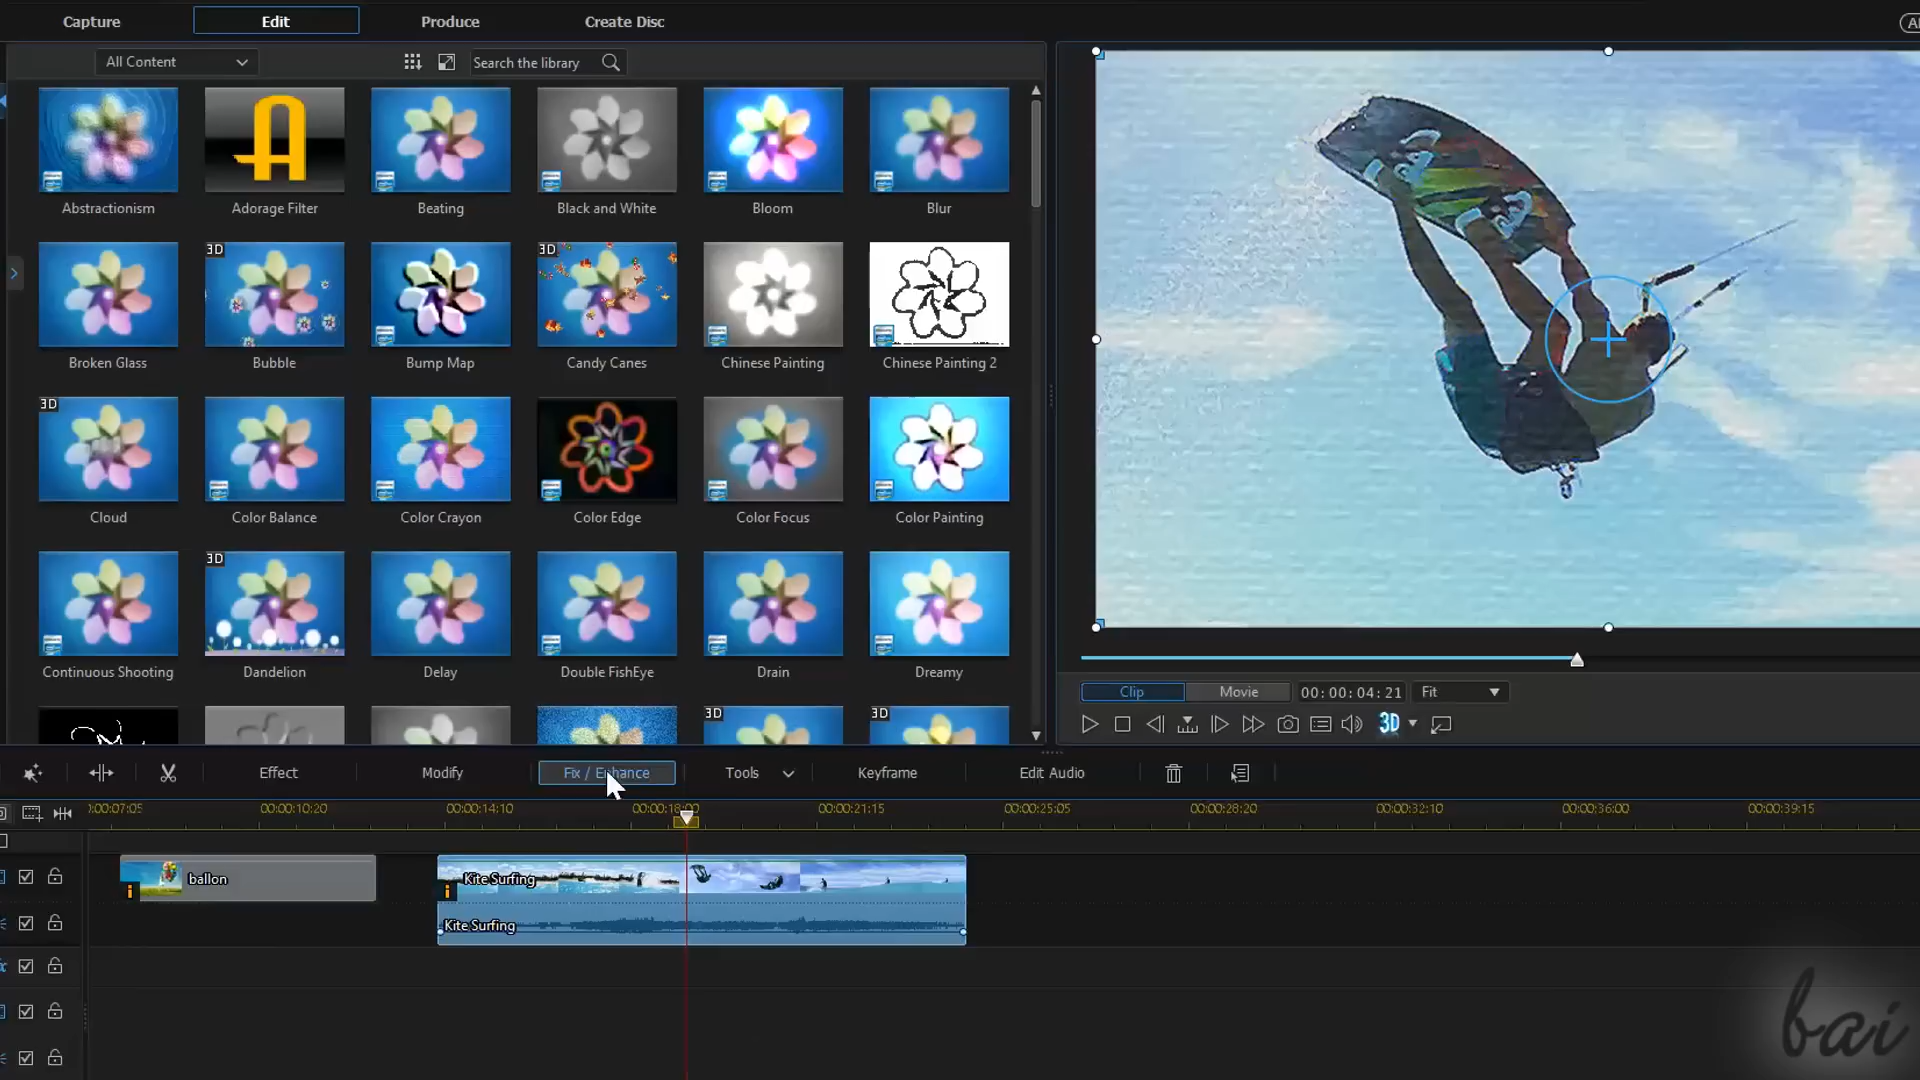 Capture Edit Produce Create Disc
All Content Search the library
Abstractionism Adorage Filter Beating Black and White Bloom Blur
3D 3D
Broken Glass Bubble Bump Map Candy Canes Chinese Painting Chinese Painting 2
3D
Cloud Color Balance Color Crayon Color Edge Color Focus Color Painting
3D
Continuous Shooting Dandelion Delay Double FishEye Drain Dreamy
3D 3D
Clip Movie 00:00:04:21 Fit
3D
Effect Modify Fix / Enhance Tools Keyframe Edit Audio
00:00:10:20 00:00:14:10 00:00:18:00 00:00:21:15 00:00:25:05 00:00:28:20 00:00:32:10 00:00:36:00 00:00:39:15
ballon Kite Surfing
Kite Surfing
bai